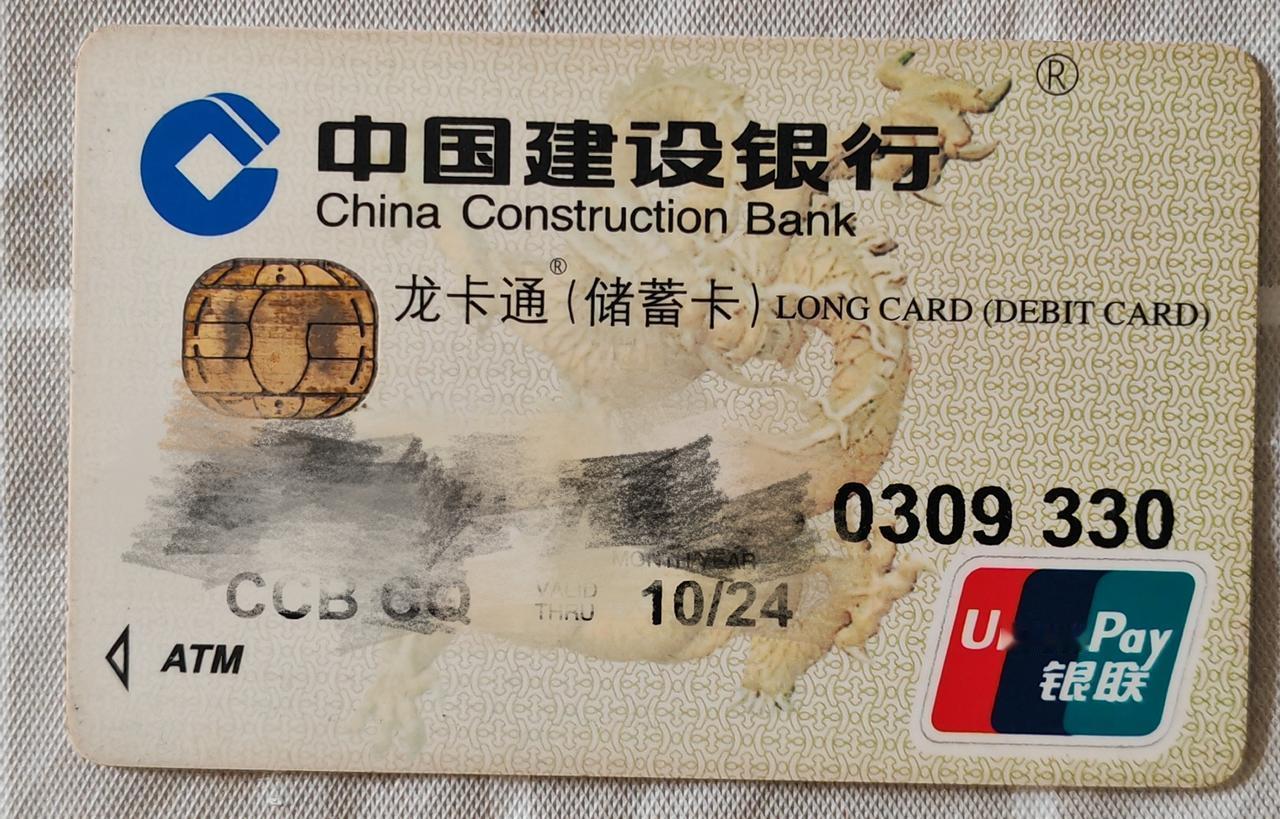 ®
中国建设银行
China Construction Bank
龙卡通®(储蓄卡) LONG CARD (DEBIT CARD)
0309 330
MONTH/YEAR
CCB CQ VALID THRU 10/24
ATM
Pay
银联